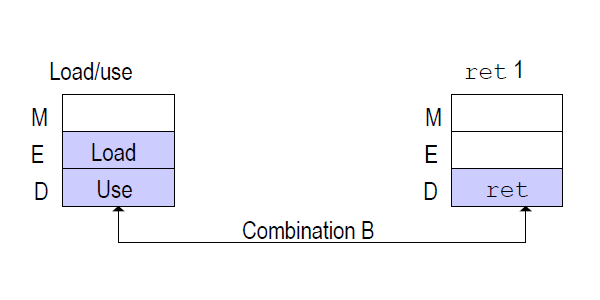 Load/use
ret 1
M
M
E
Load
E
D
Use
D
ret
Combination B